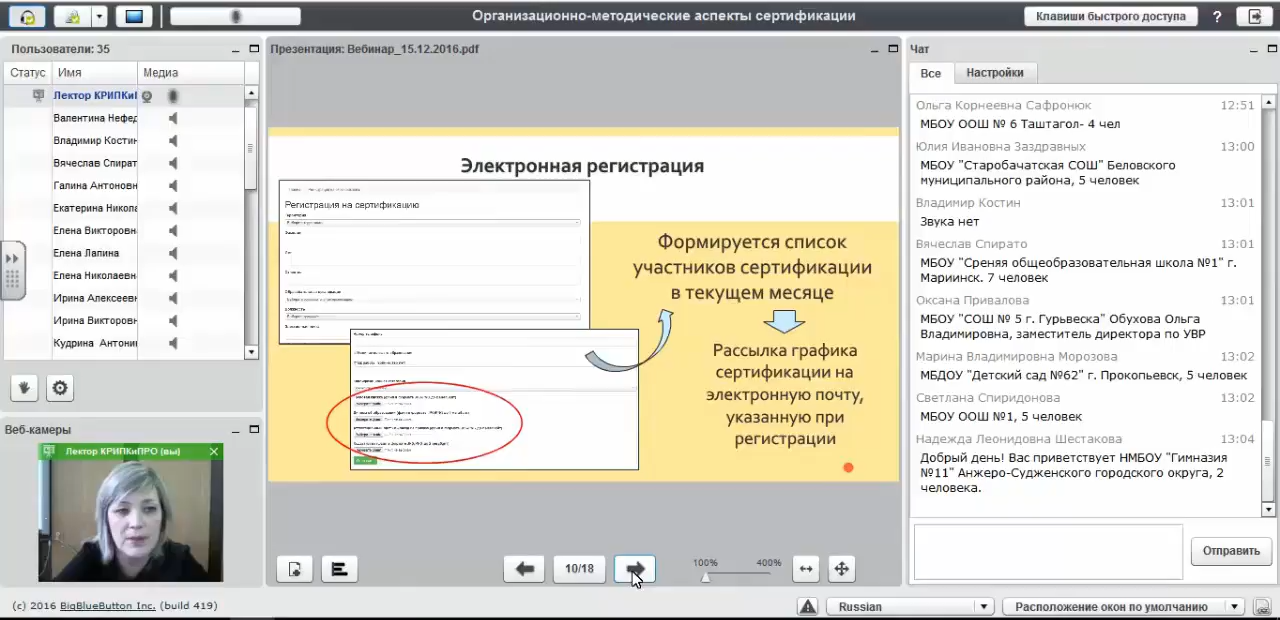 Организационно-методические аспекты сертификации
Клавиши быстрого доступа
?
Пользователи: 35
Статус Имя Медиа
Лектор КРИПКиПР
Валентина Нефед
Владимир Костин
Вячеслав Спират
Галина Антоновн
Екатерина Никола
Елена Викторовн
Елена Лапина
Елена Николаевн
Ирина Алексеевн
Ирина Викторовн
Кудрина Антони
Веб-камеры
Лектор КРИПКиПРО (вы)
Презентация: Вебинар_15.12.2016.pdf
Электронная регистрация
Регистрация на сертификацию
Формируется список
участников сертификации
в текущем месяце
Рассылка графика
сертификации на
электронную почту,
указанную при
регистрации
10/18
100% 400%
Чат
Все Настройки
Ольга Корнеевна Сафронюк 12:51
МБОУ ООШ № 6 Таштагол- 4 чел
Юлия Ивановна Заздравных 13:00
МБОУ "Старобачатская СОШ" Беловского
муниципального района, 5 человек
Владимир Костин 13:01
Звука нет
Вячеслав Спирато 13:01
МБОУ "Среняя общеобразовательная школа №1" г.
Мариинск. 7 человек
Оксана Привалова 13:01
МБОУ "СОШ № 5 г. Гурьевска" Обухова Ольга
Владимировна, заместитель директора по УВР
Марина Владимировна Морозова 13:02
МБДОУ "Детский сад №62" г. Прокопьевск, 5 человек
Светлана Спиридонова 13:02
МБОУ ООШ №1, 5 человек
Надежда Леонидовна Шестакова 13:04
Добрый день! Вас приветствует НМБОУ "Гимназия
№11" Анжеро-Судженского городского округа, 2
человека.
Отправить
(c) 2016 BigBlueButton Inc. (build 419)
Russian
Расположение окон по умолчанию